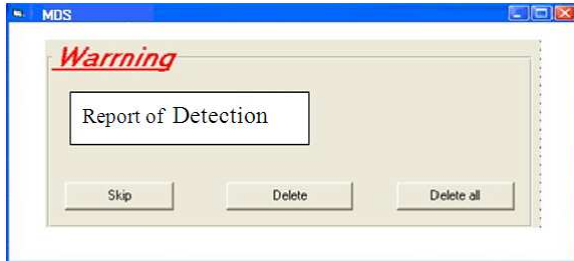 MDS
Warrning
Report of Detection
Skip Delete Delete all